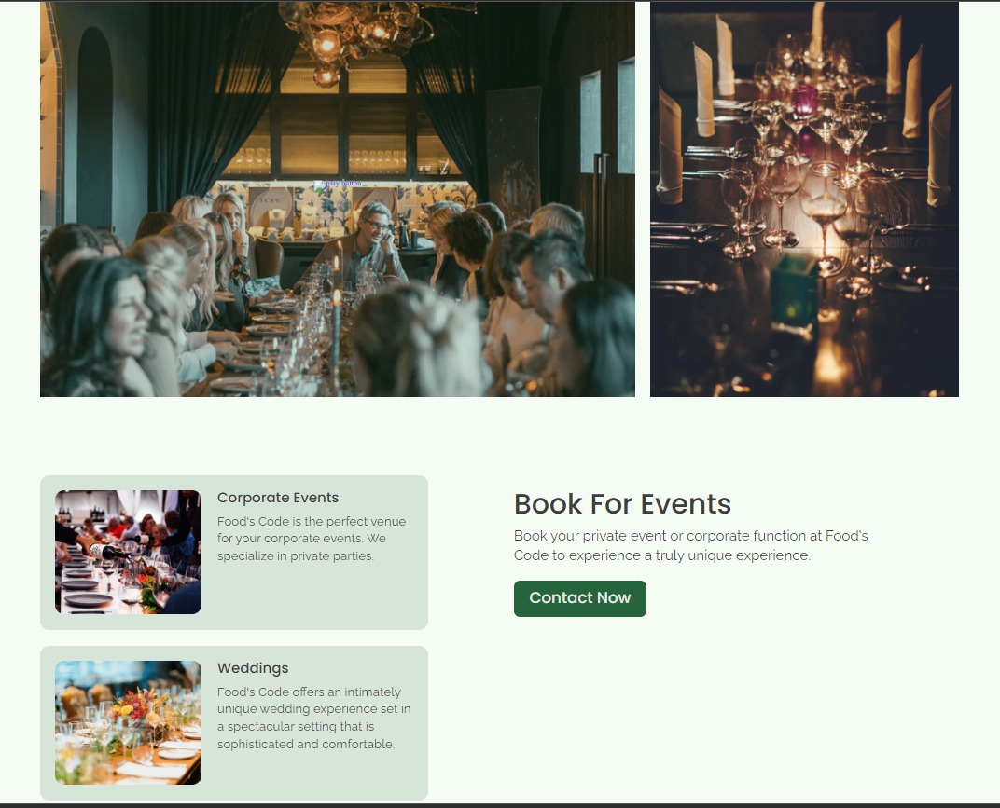 play button
Corporate Events
Food's Code is the perfect venue
for your corporate events. We
specialize in private parties.
Book For Events
Book your private event or corporate function at Food's
Code to experience a truly unique experience.
Contact Now
Weddings
Food's Code offers an intimately
unique wedding experience set in
a spectacular setting that is
sophisticated and comfortable.